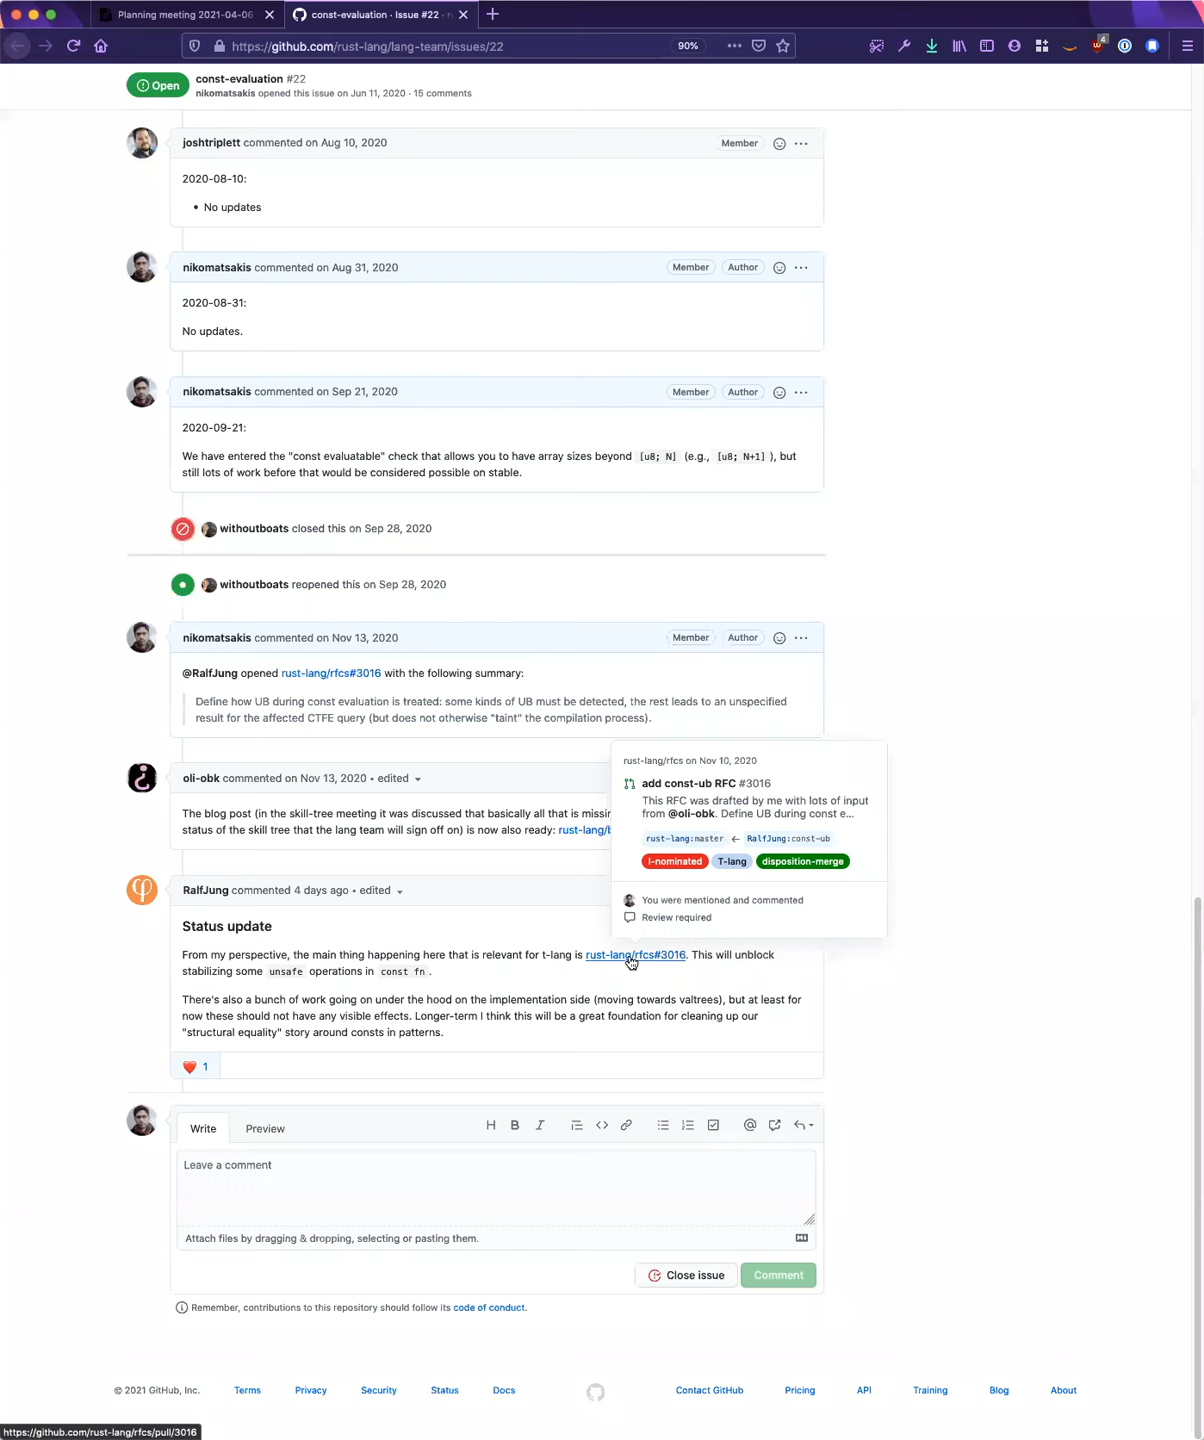 Planning meeting 2021-04-06
const-evaluation · Issue #22 ·
https://github.com/rust-lang/lang-team/issues/22
90%
4
Open
const-evaluation #22
nikomatsakis opened this issue on Jun 11, 2020 · 15 comments
joshtriplett commented on Aug 10, 2020
Member
2020-08-10:
• No updates
nikomatsakis commented on Aug 31, 2020
Member
Author
2020-08-31:
No updates.
nikomatsakis commented on Sep 21, 2020
Member
Author
2020-09-21:
We have entered the "const evaluatable" check that allows you to have array sizes beyond [u8; N] (e.g., [u8; N+1] ), but
still lots of work before that would be considered possible on stable.
withoutboats closed this on Sep 28, 2020
withoutboats reopened this on Sep 28, 2020
nikomatsakis commented on Nov 13, 2020
Member
Author
@RalfJung opened rust-lang/rfcs#3016 with the following summary:
Define how UB during const evaluation is treated: some kinds of UB must be detected, the rest leads to an unspecified
result for the affected CTFE query (but does not otherwise "taint" the compilation process).
oli-obk commented on Nov 13, 2020 • edited
The blog post (in the skill-tree meeting it was discussed that basically all that is missin
status of the skill tree that the lang team will sign off on) is now also ready: rust-lang/b
rust-lang/rfcs on Nov 10, 2020
add const-ub RFC #3016
This RFC was drafted by me with lots of input
from @oli-obk. Define UB during const e...
rust-lang:master ← RalfJung:const-ub
I-nominated T-lang disposition-merge
You were mentioned and commented
Review required
RalfJung commented 4 days ago • edited
Status update
From my perspective, the main thing happening here that is relevant for t-lang is rust-lang/rfcs#3016. This will unblock
stabilizing some unsafe operations in const fn .
There's also a bunch of work going on under the hood on the implementation side (moving towards valtrees), but at least for
now these should not have any visible effects. Longer-term I think this will be a great foundation for cleaning up our
"structural equality" story around consts in patterns.
1
Write
Preview
Leave a comment
Attach files by dragging & dropping, selecting or pasting them.
Close issue
Comment
Remember, contributions to this repository should follow its code of conduct.
© 2021 GitHub, Inc. Terms Privacy Security Status Docs Contact GitHub Pricing API Training Blog About
https://github.com/rust-lang/rfcs/pull/3016